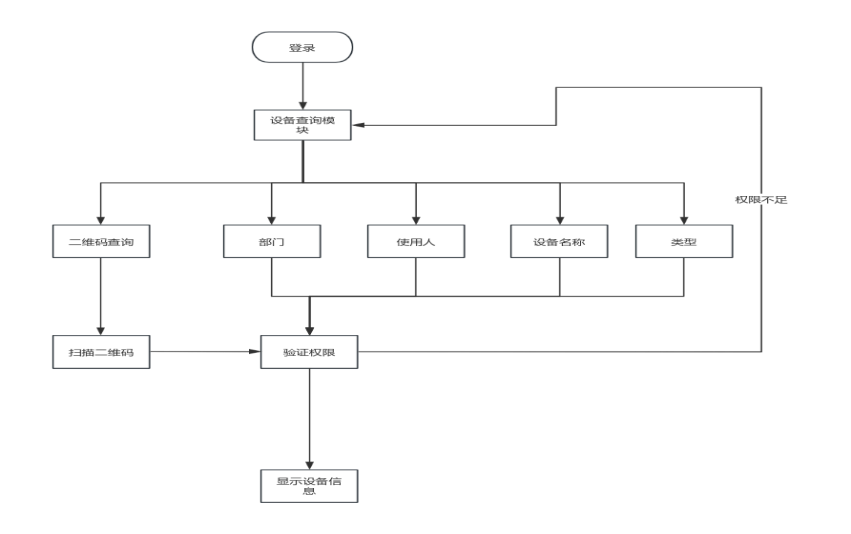 登录
设备查询模
块
权限不足
二维码查询
部门
使用人
设备名称
类型
扫描二维码
验证权限
显示设备信
息